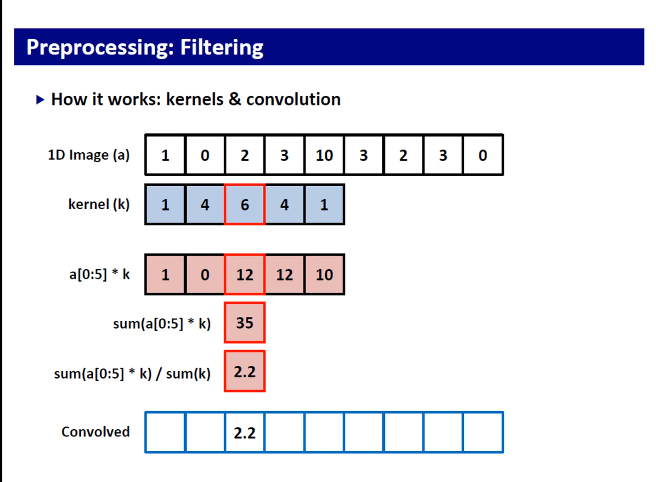 Preprocessing: Filtering
How it works: kernels & convolution
1D Image (a) 1 0 2 3 10 3 2 3 0
kernel (k) 1 4 6 4 1
a[0:5] * k 1 0 12 12 10
sum(a[0:5] * k) 35
sum(a[0:5] * k) / sum(k) 2.2
Convolved 2.2